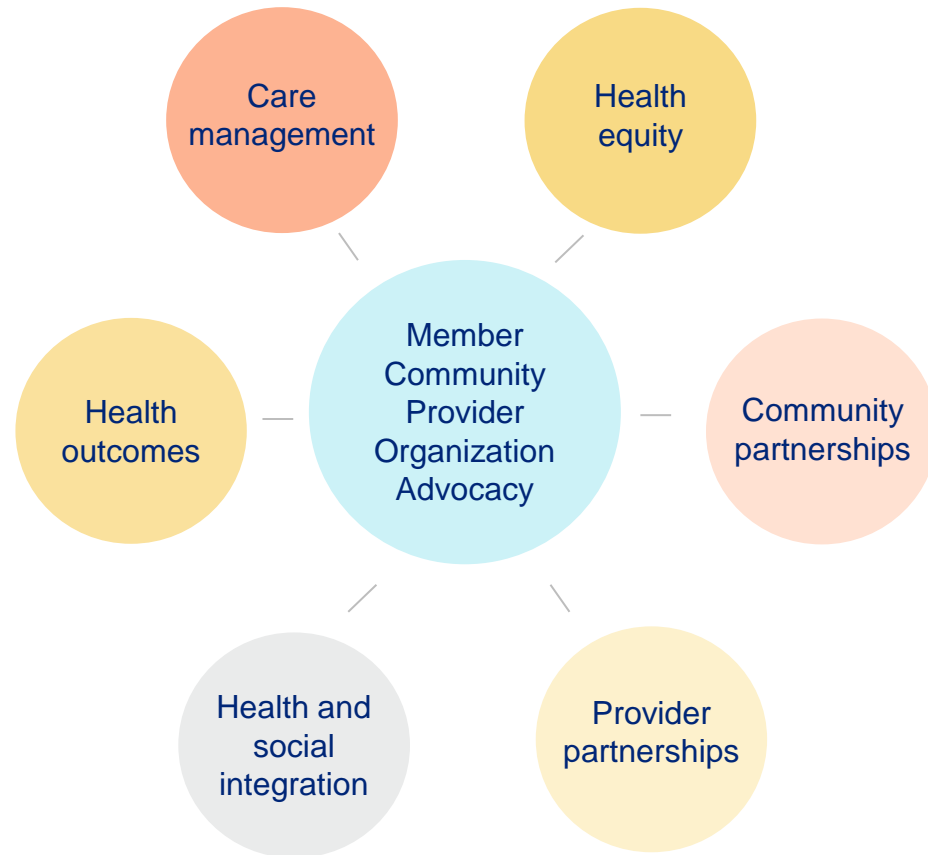 Care
management
Health
equity
Member
Community
Provider
Organization
Advocacy
Health
outcomes
Community
partnerships
Health and
social
integration
Provider
partnerships